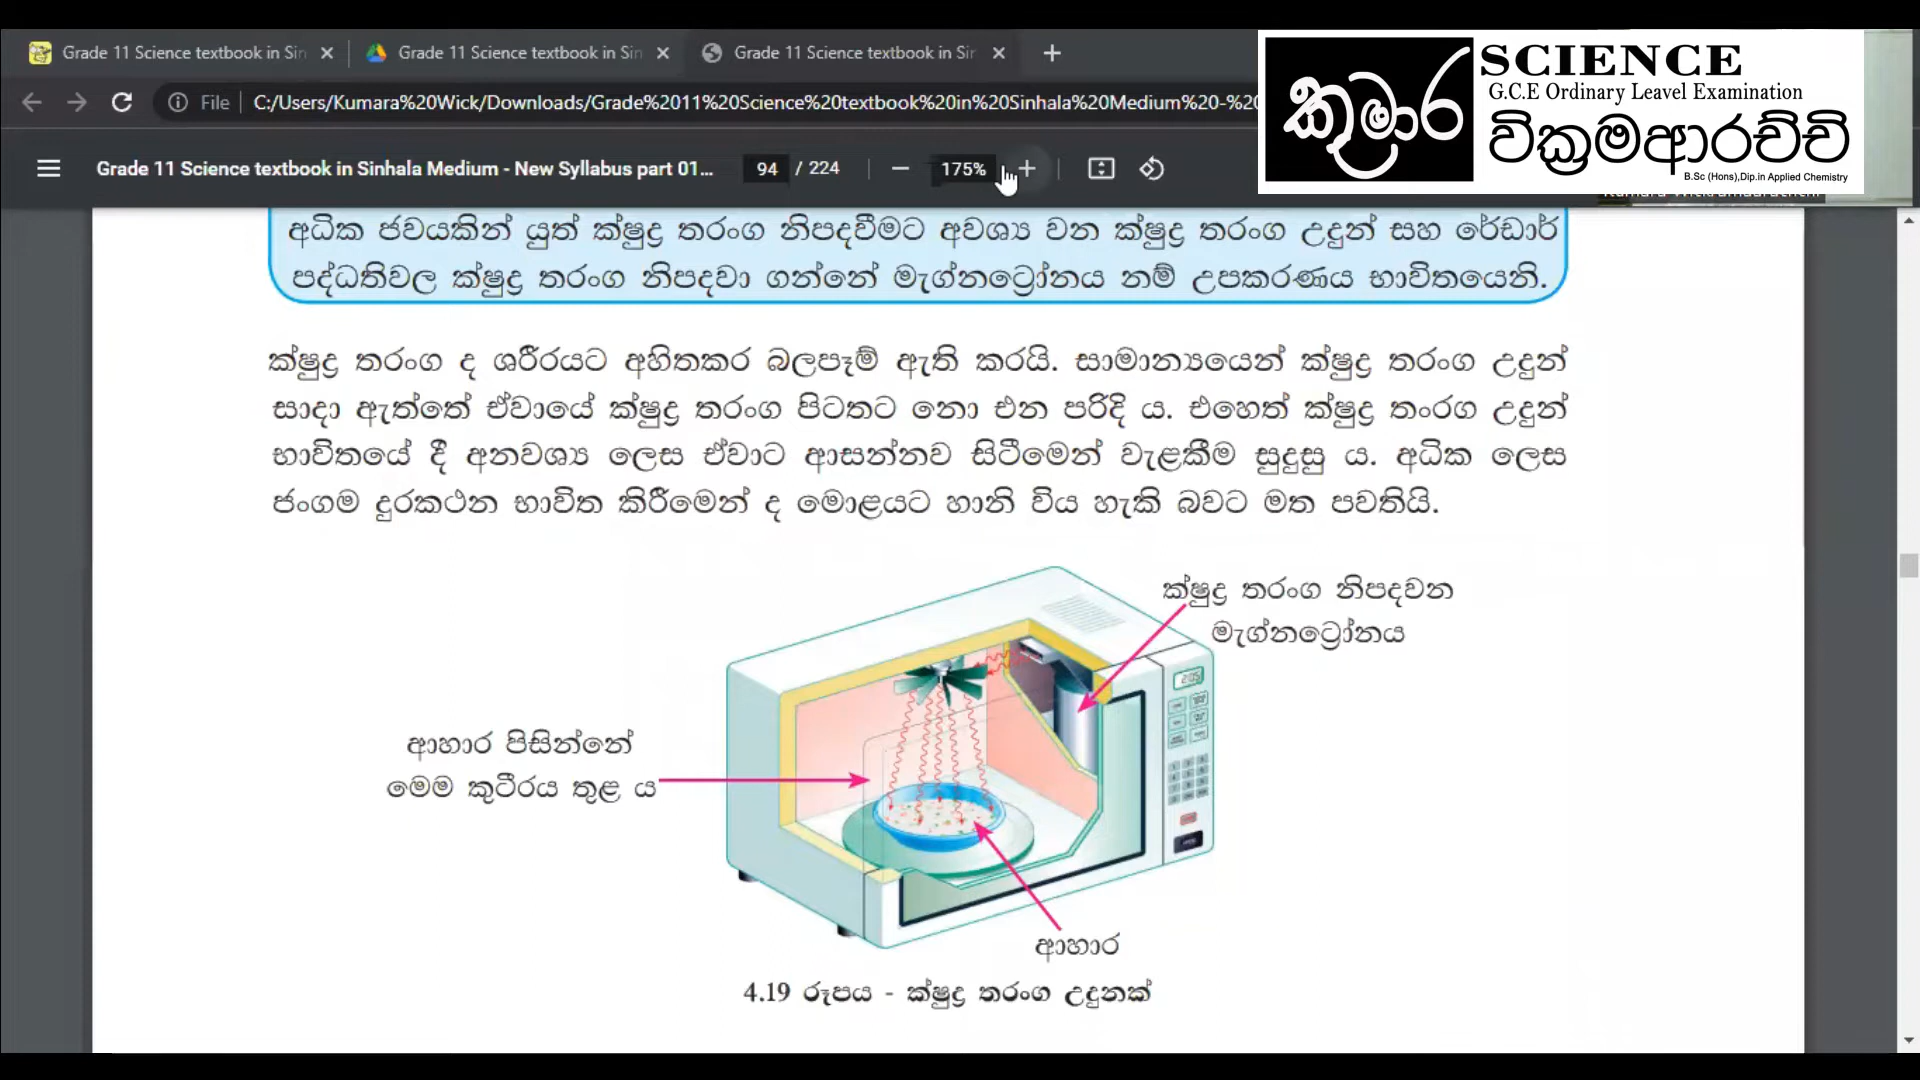 Grade 11 Science textbook in Sin
Grade 11 Science textbook in Sin
Grade 11 Science textbook in Sin
File C:/Users/Kumara%20Wick/Downloads/Grade%2011%20Science%20textbook%20in%20Sinhala%20Medium%20-%20
Grade 11 Science textbook in Sinhala Medium - New Syllabus part 01... 94 / 224 175%
කුමාර
SCIENCE
G.C.E Ordinary Leavel Examination
වික්‍රමආරච්චි
B.Sc (Hons),Dip.in Applied Chemistry
අධික ජවයකින් යුත් ක්ෂුද්‍ර තරංග නිපදවීමට අවශ්‍ය වන ක්ෂුද්‍ර තරංග උදුන් සහ රේඩාර්
පද්ධතිවල ක්ෂුද්‍ර තරංග නිපදවා ගන්නේ මැග්නට්‍රෝනය නම් උපකරණය භාවිතයෙනි.
ක්ෂුද්‍ර තරංග ද ශරීරයට අහිතකර බලපෑම් ඇති කරයි. සාමාන්‍යයෙන් ක්ෂුද්‍ර තරංග උදුන්
සාදා ඇත්තේ ඒවායේ ක්ෂුද්‍ර තරංග පිටතට නො එන පරිදි ය. එහෙත් ක්ෂුද්‍ර තංරග උදුන්
භාවිතයේ දී අනවශ්‍ය ලෙස ඒවාට ආසන්නව සිටීමෙන් වැළකීම සුදුසු ය. අධික ලෙස
ජංගම දුරකථන භාවිත කිරීමෙන් ද මොළයට හානි විය හැකි බවට මත පවතියි.
ක්ෂුද්‍ර තරංග නිපදවන
මැග්නට්‍රෝනය
ආහාර පිසින්නේ
මෙම කුටීරය තුළ ය
ආහාර
4.19 රූපය - ක්ෂුද්‍ර තරංග උදුනක්